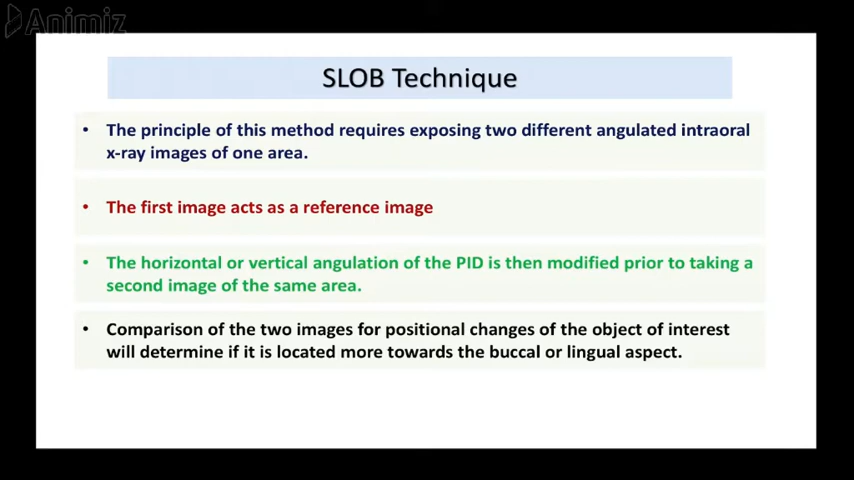 Animiz
SLOB Technique
• The principle of this method requires exposing two different angulated intraoral
x-ray images of one area.
• The first image acts as a reference image
• The horizontal or vertical angulation of the PID is then modified prior to taking a
second image of the same area.
• Comparison of the two images for positional changes of the object of interest
will determine if it is located more towards the buccal or lingual aspect.